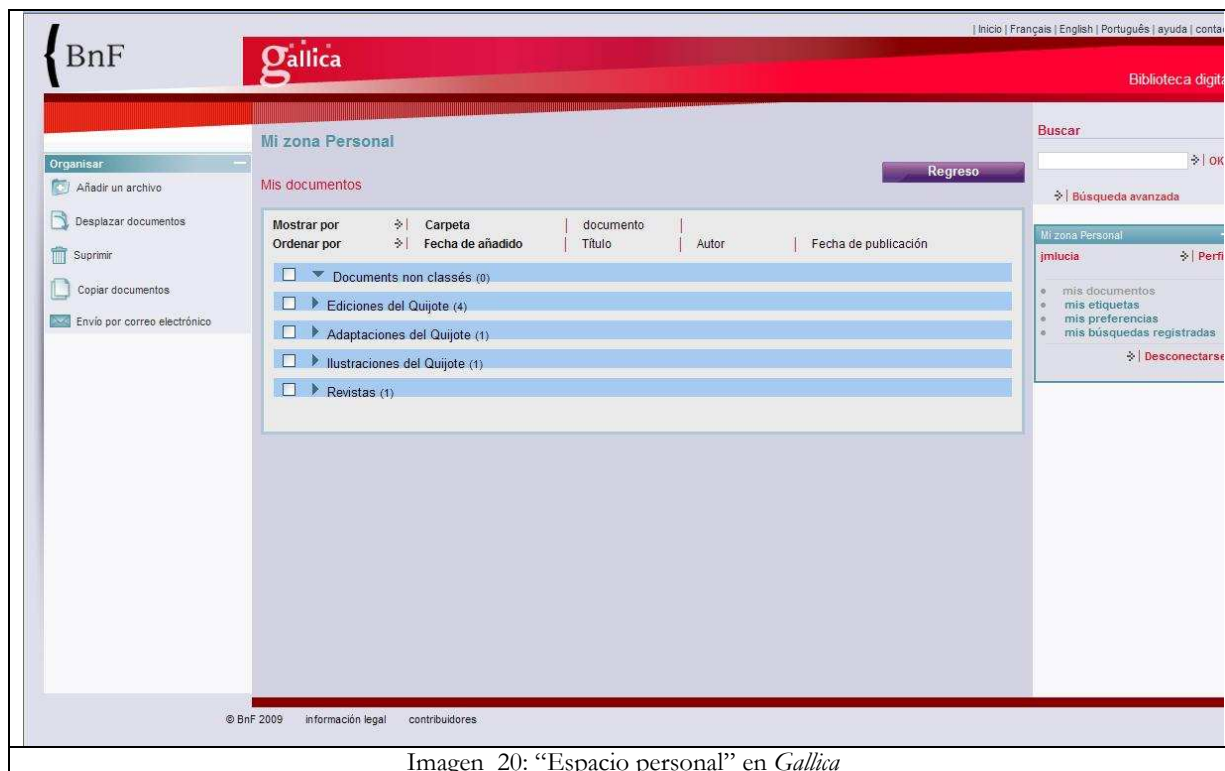 | Inicio | Français | English | Português | ayuda | contac
BnF
gallica
Biblioteca digita
Organisar
Añadir un archivo
Desplazar documentos
Suprimir
Copiar documentos
Envío por correo electrónico
Mi zona Personal
Regreso
Mis documentos
Mostrar por | Carpeta | documento |
Ordenar por | Fecha de añadido | Título | Autor | Fecha de publicación
Documents non classés (0)
Ediciones del Quijote (4)
Adaptaciones del Quijote (1)
Ilustraciones del Quijote (1)
Revistas (1)
Buscar
| OK
| Búsqueda avanzada
Mi zona Personal
jmlucia | Perfi
mis documentos
mis etiquetas
mis preferencias
mis búsquedas registradas
| Desconectarse
© BnF 2009 información legal contribuidores
Imagen 20: “Espacio personal” en Gallica